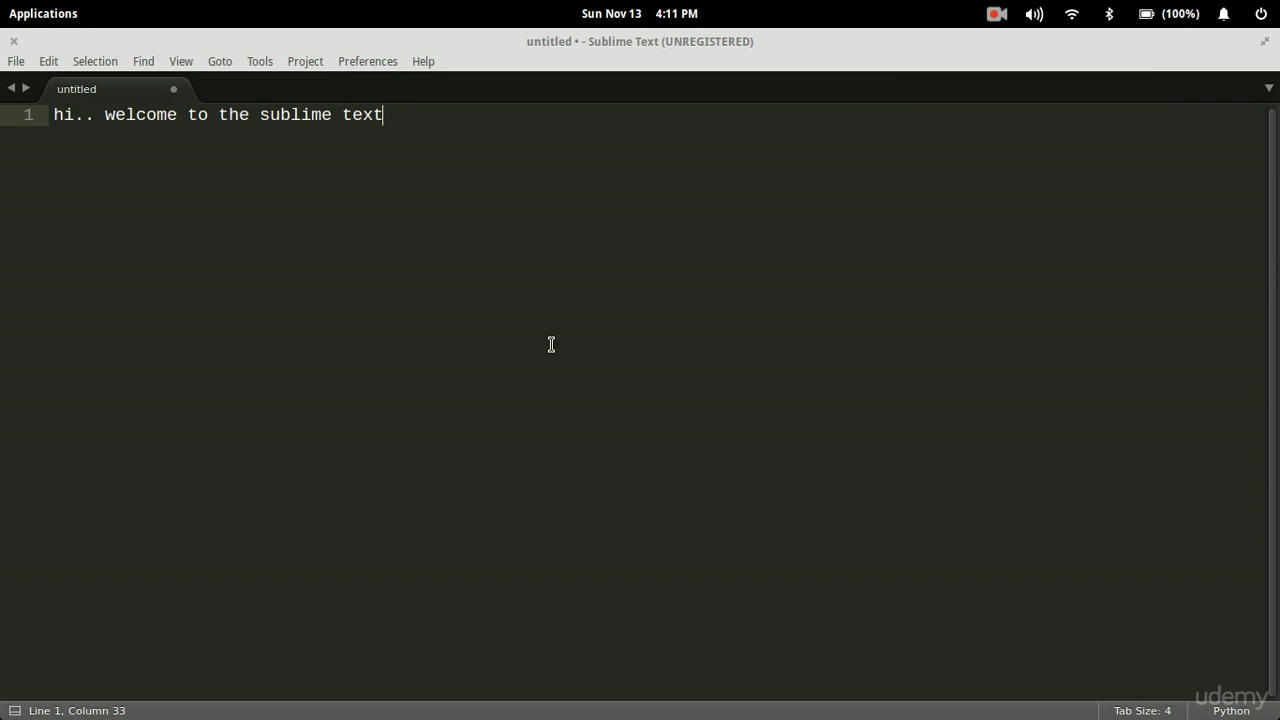 Applications Sun Nov 13 4:11 PM (100%)
untitled • - Sublime Text (UNREGISTERED)
File Edit Selection Find View Goto Tools Project Preferences Help
untitled
1 hi.. welcome to the sublime text
udemy
Line 1, Column 33 Tab Size: 4 Python